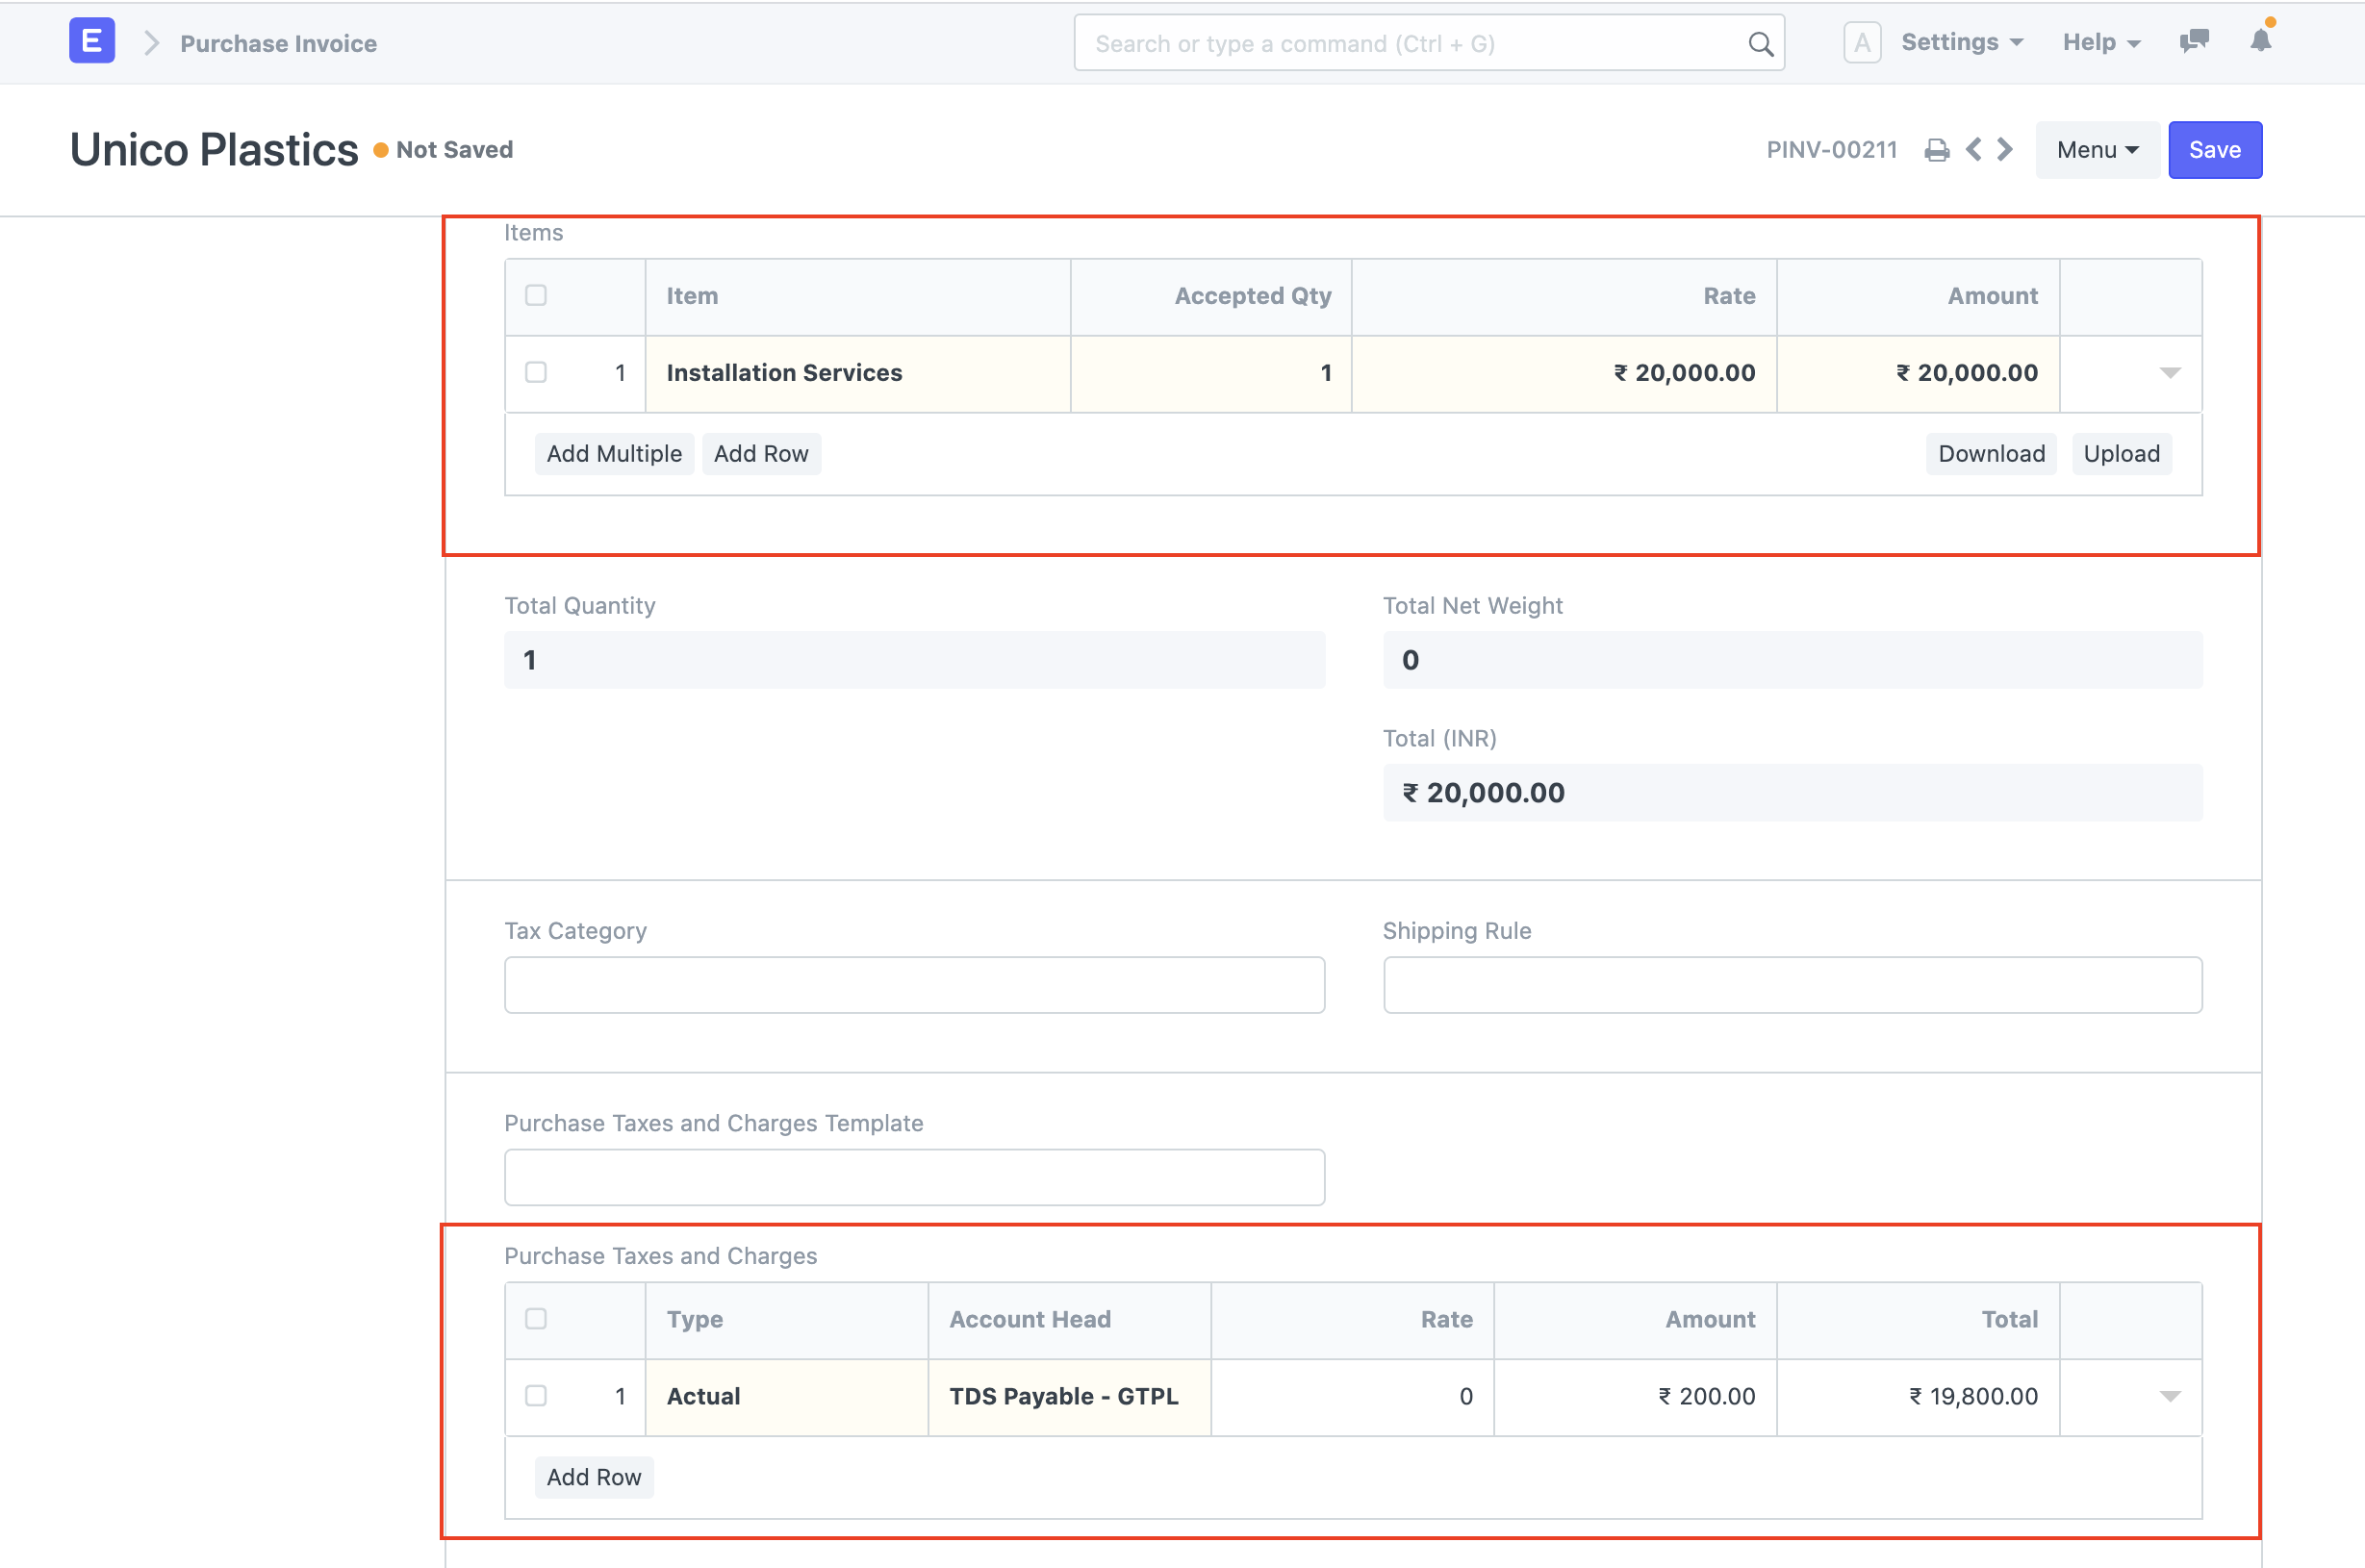 E Purchase Invoice Search or type a command (Ctrl + G) A Settings Help
Unico Plastics Not Saved PINV-00211 Menu Save
Items
Item Accepted Qty Rate Amount
1 Installation Services 1 ₹ 20,000.00 ₹ 20,000.00
Add Multiple Add Row Download Upload
Total Quantity Total Net Weight
1 0
Total (INR)
₹ 20,000.00
Tax Category Shipping Rule
Purchase Taxes and Charges Template
Purchase Taxes and Charges
Type Account Head Rate Amount Total
1 Actual TDS Payable - GTPL 0 ₹ 200.00 ₹ 19,800.00
Add Row